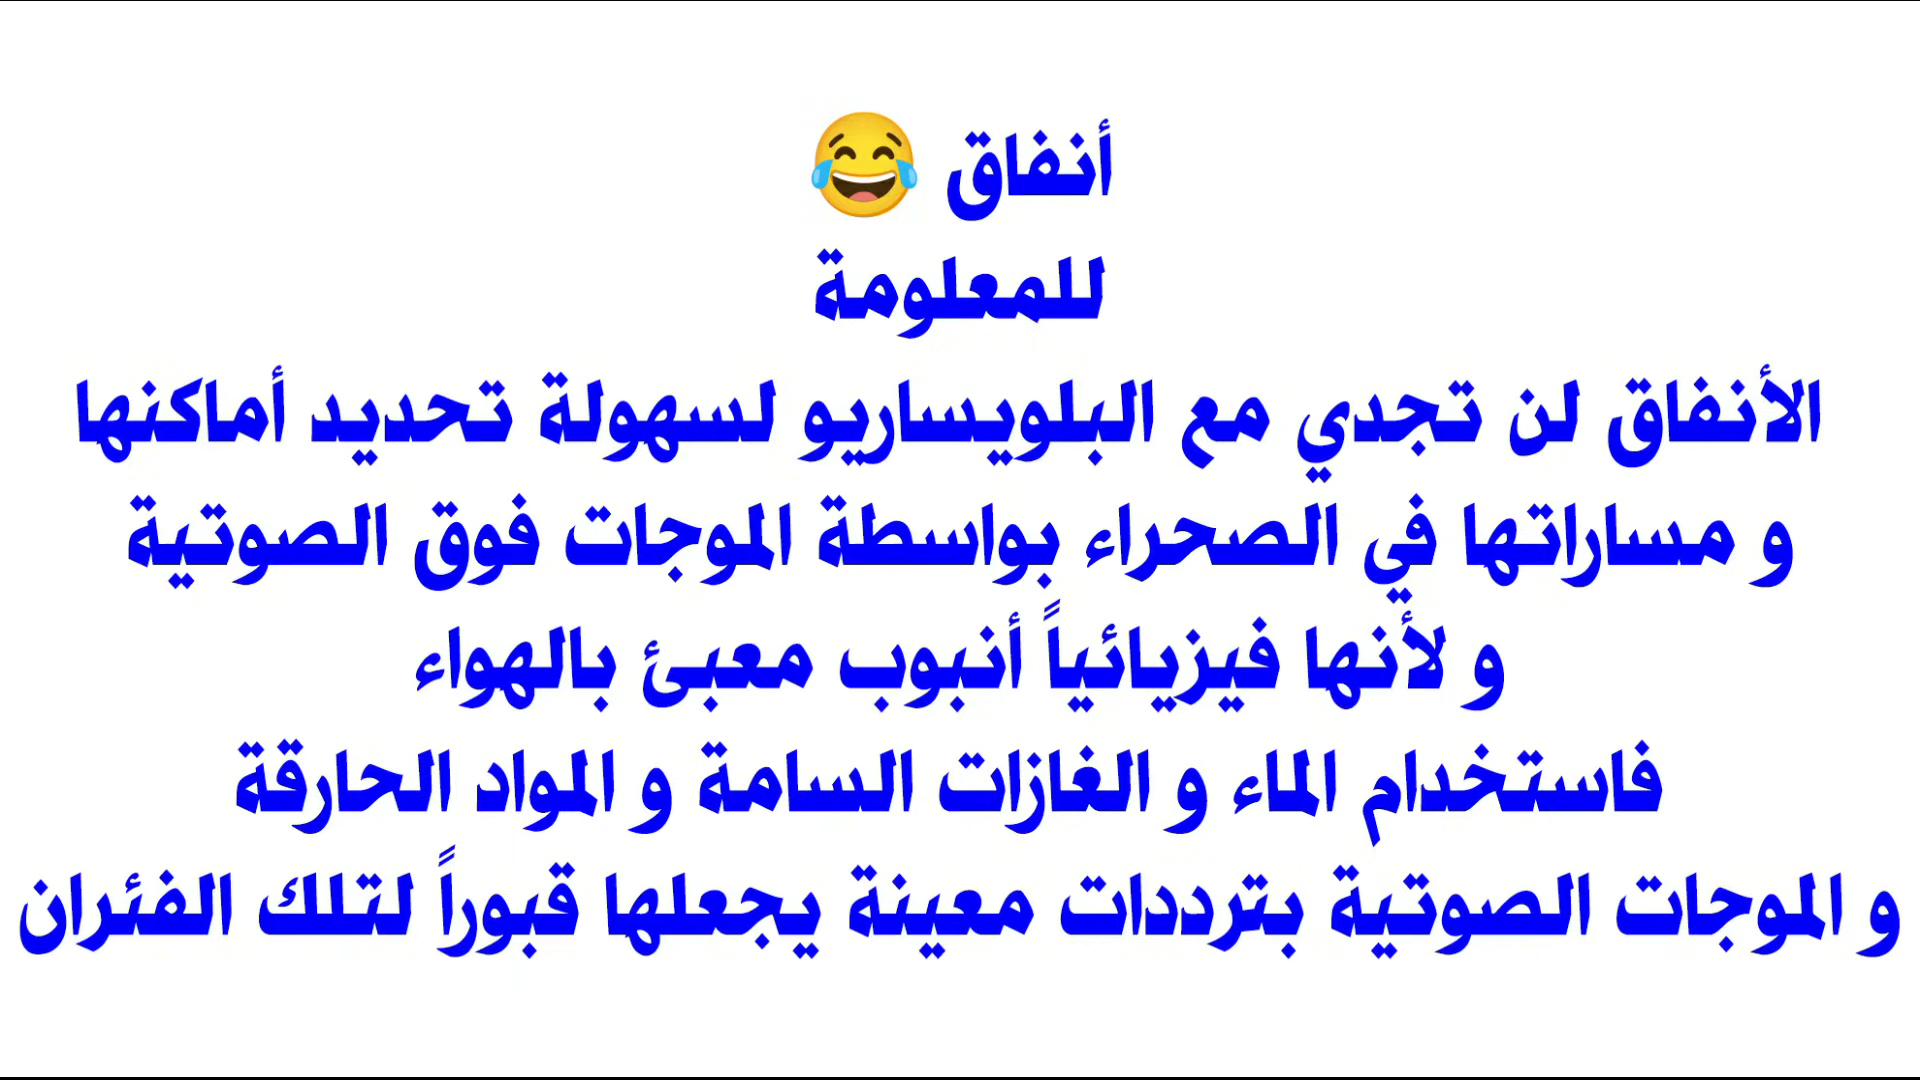 أنفاق 😂
للمعلومة
الأنفاق لن تجدي مع البلويساريو لسهولة تحديد أماكنها
و مساراتها في الصحراء بواسطة الموجات فوق الصوتية
و لأنها فيزيائياً أنبوب معبئ بالهواء
فاستخدام الماء و الغازات السامة و المواد الحارقة
و الموجات الصوتية بترددات معينة يجعلها قبوراً لتلك الفئران